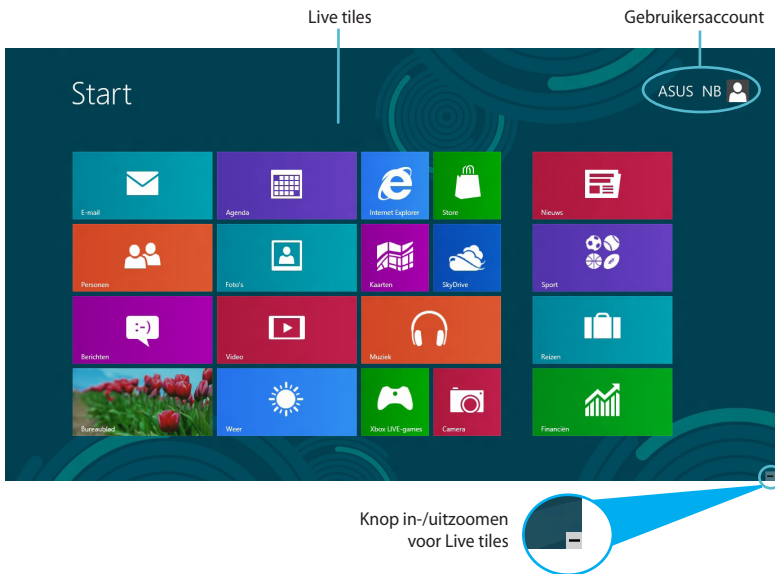 Live tiles
Gebruikersaccount
Start
ASUS NB
E-mail
Agenda
Internet Explorer
Store
Nieuws
Personen
Foto's
Kaarten
SkyDrive
Sport
:-)
Berichten
Video
Muziek
Reizen
Bureaublad
Weer
Xbox LIVE-games
Camera
Financiën
Knop in-/uitzoomen
voor Live tiles